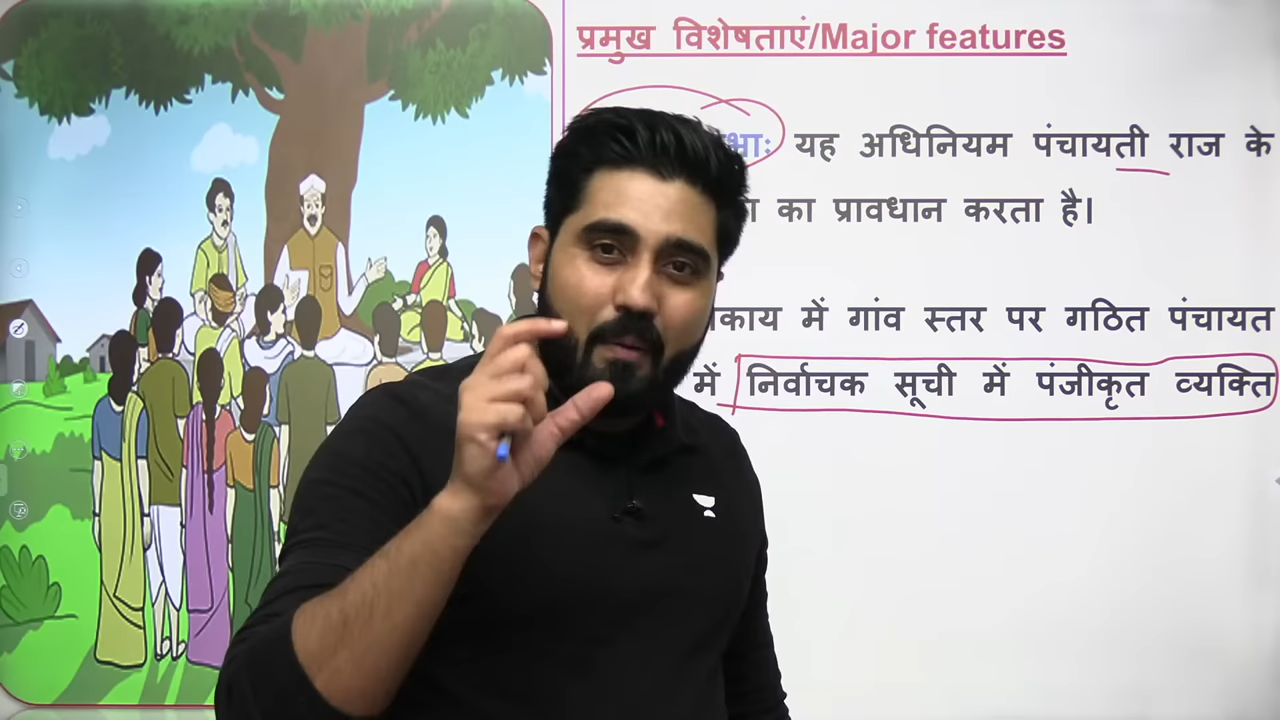 प्रमुख विशेषताएं/Major features
यह अधिनियम पंचायती राज के
का प्रावधान करता है।
में गांव स्तर पर गठित पंचायत
में निर्वाचक सूची में पंजीकृत व्यक्ति